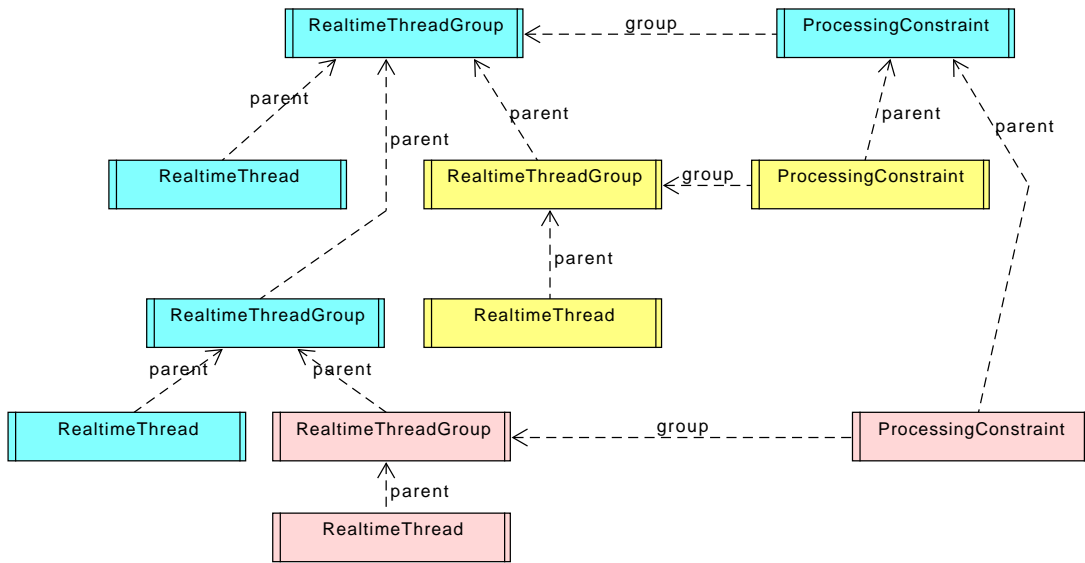 RealtimeThreadGroup
group
ProcessingConstraint
parent
parent
parent
parent
parent
RealtimeThread
RealtimeThreadGroup
group
ProcessingConstraint
parent
RealtimeThreadGroup
RealtimeThread
parent
parent
RealtimeThread
RealtimeThreadGroup
group
ProcessingConstraint
parent
RealtimeThread